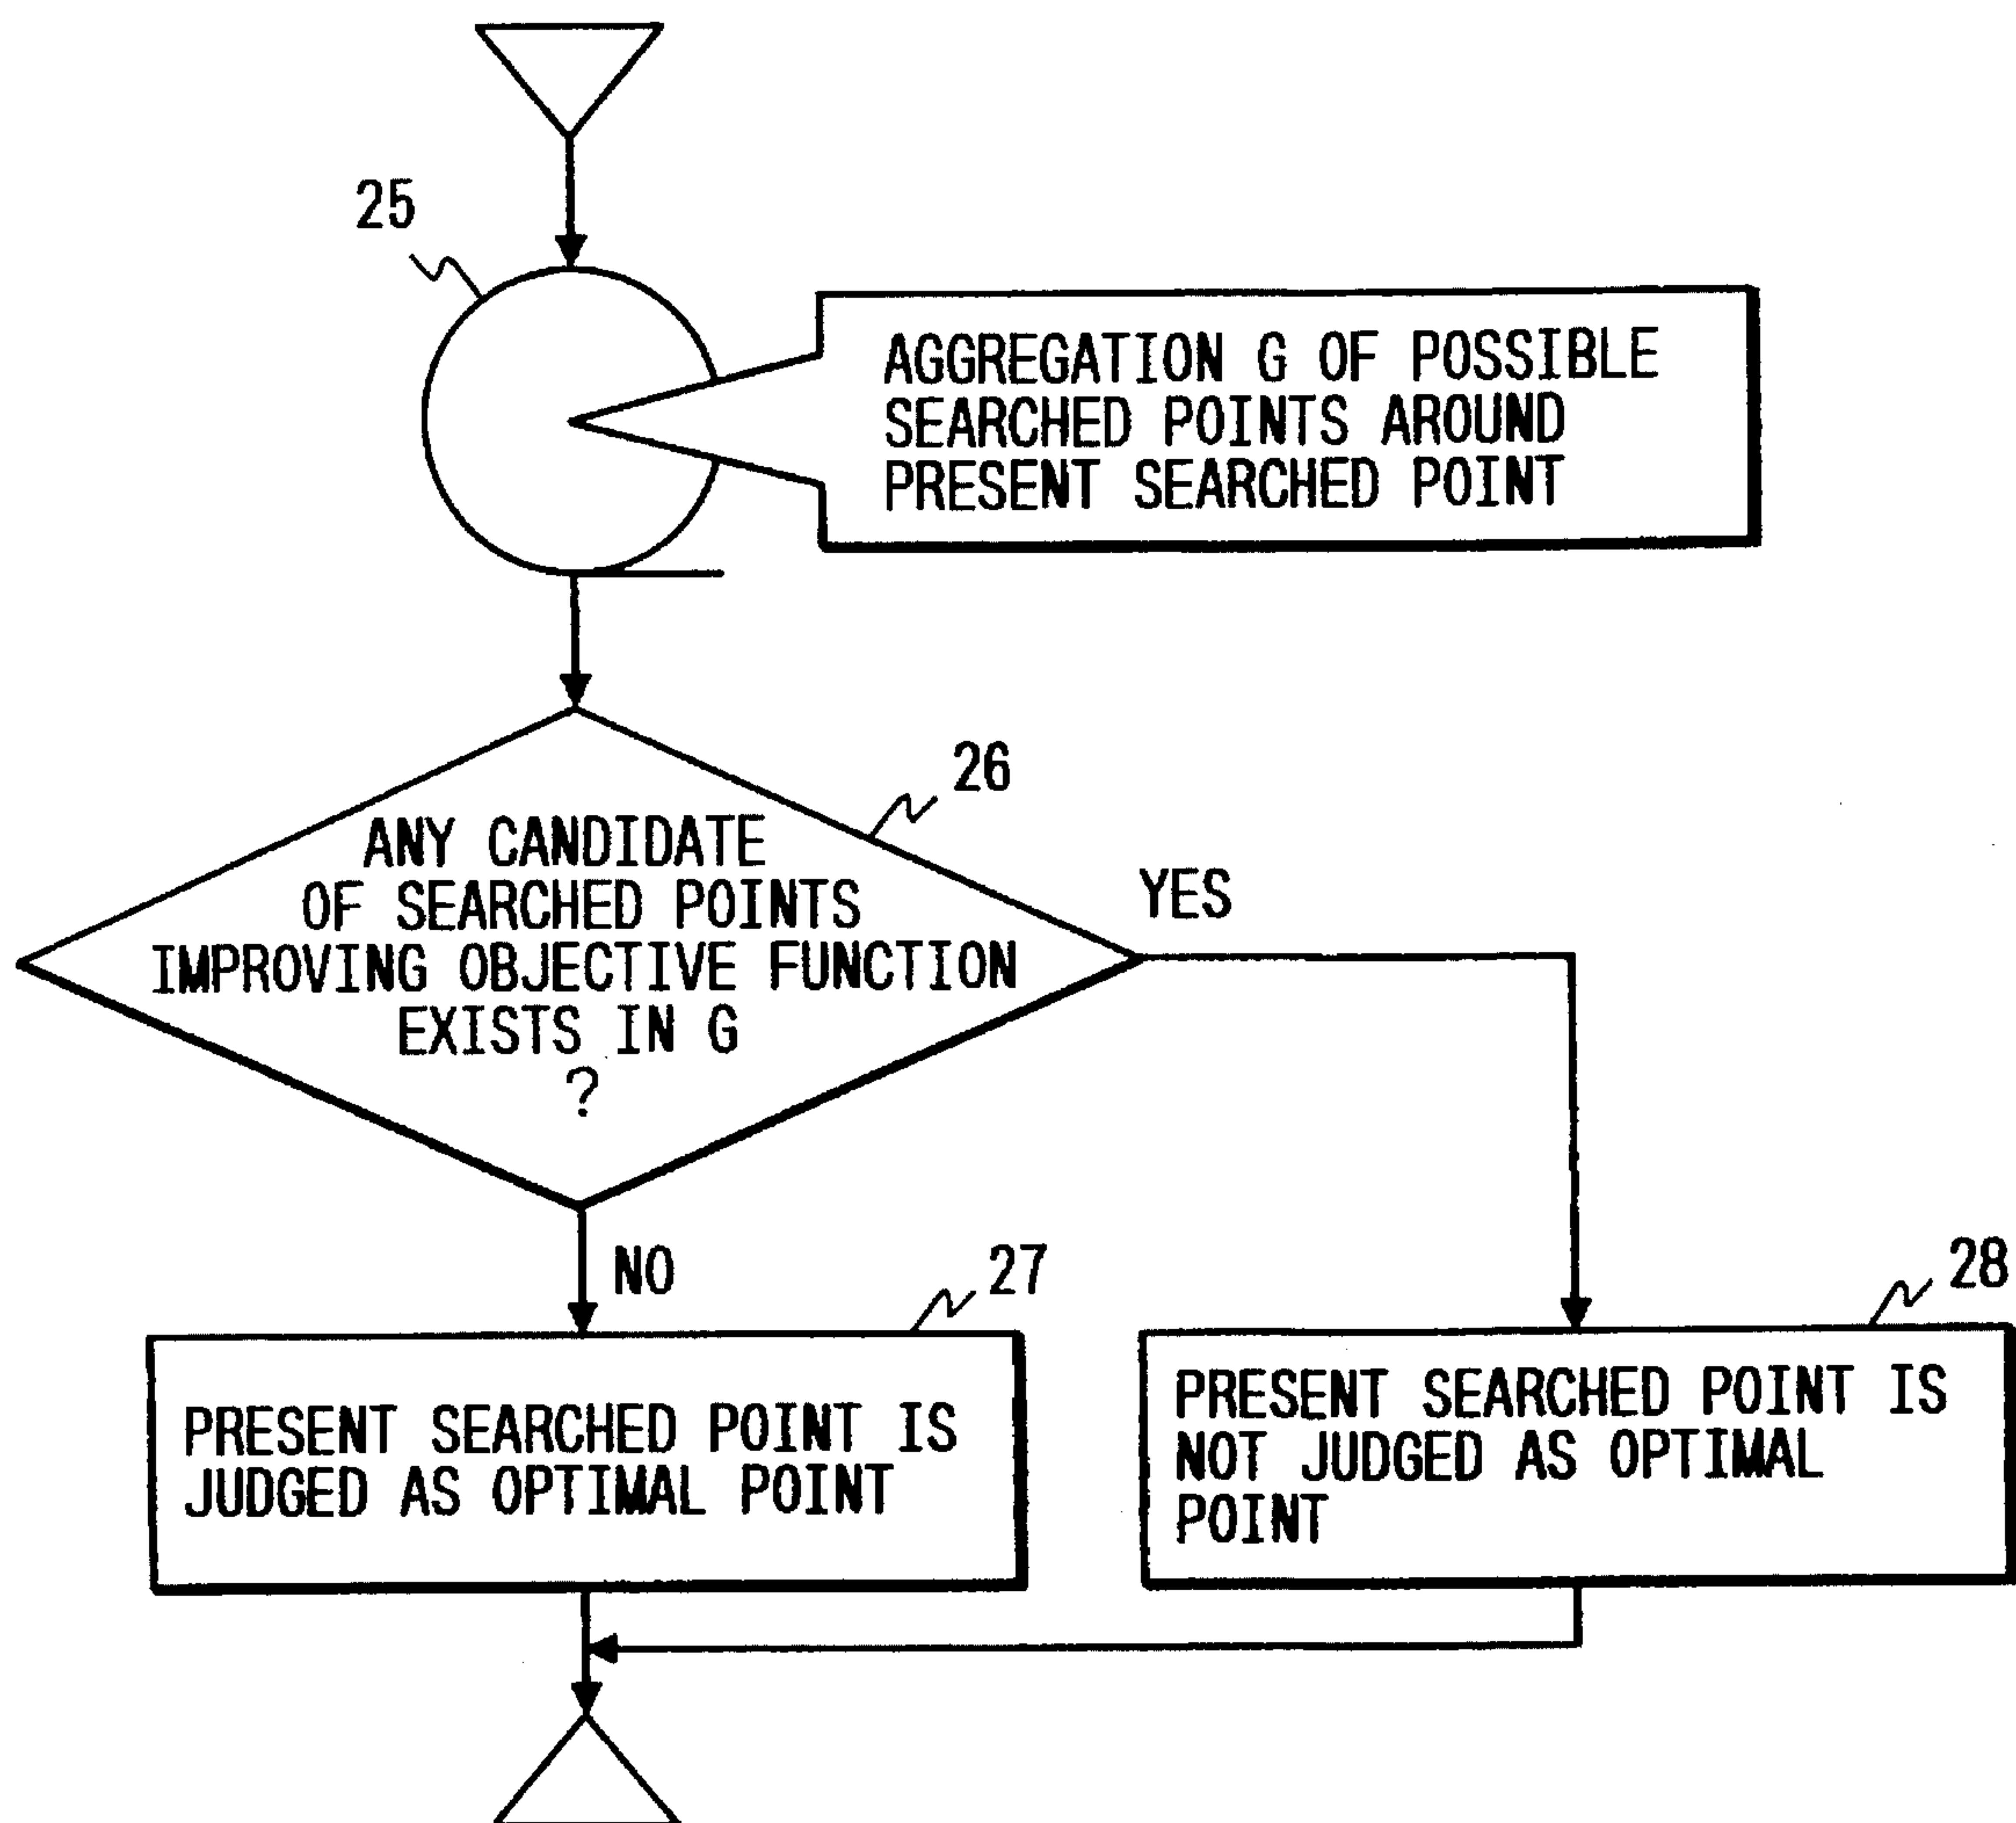 25
AGGREGATION G OF POSSIBLE
SEARCHED POINTS AROUND
PRESENT SEARCHED POINT
26
ANY CANDIDATE
OF SEARCHED POINTS
IMPROVING OBJECTIVE FUNCTION
EXISTS IN G
?
YES
NO
27
PRESENT SEARCHED POINT IS
JUDGED AS OPTIMAL POINT
28
PRESENT SEARCHED POINT IS
NOT JUDGED AS OPTIMAL
POINT